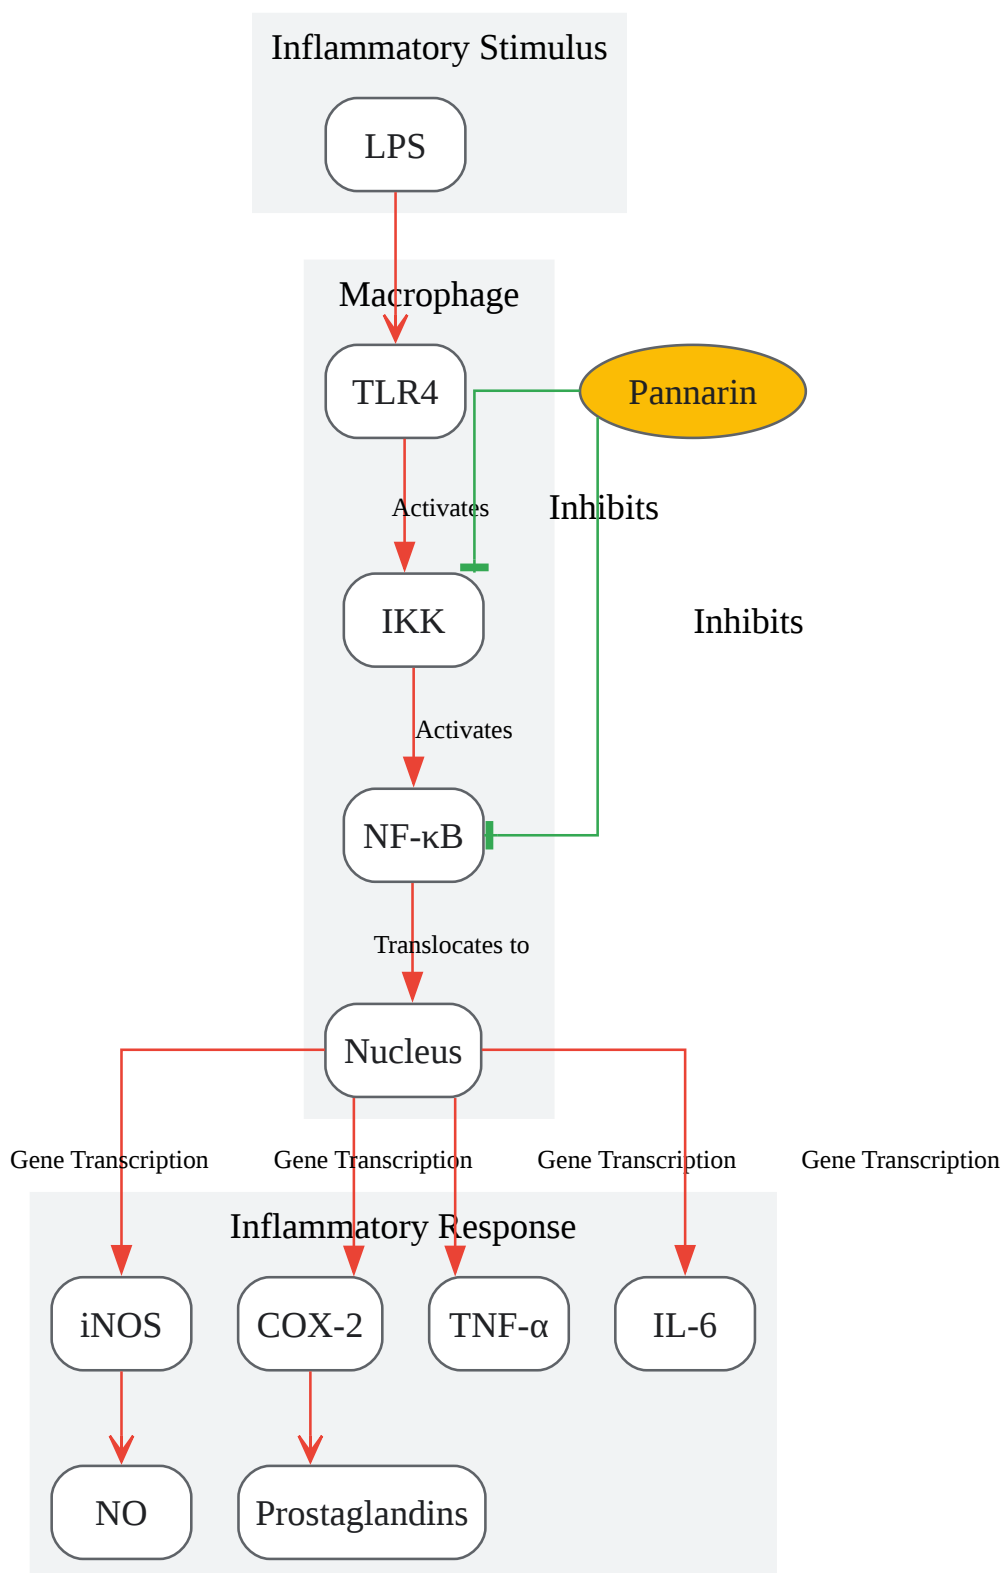 Inflammatory Stimulus
LPS
Macrophage
TLR4
Pannarin
Activates
Inhibits
IKK
Inhibits
Activates
NF-κB
Translocates to
Nucleus
Gene Transcription
Gene Transcription
Gene Transcription
Gene Transcription
Inflammatory Response
iNOS
COX-2
TNF-α
IL-6
NO
Prostaglandins